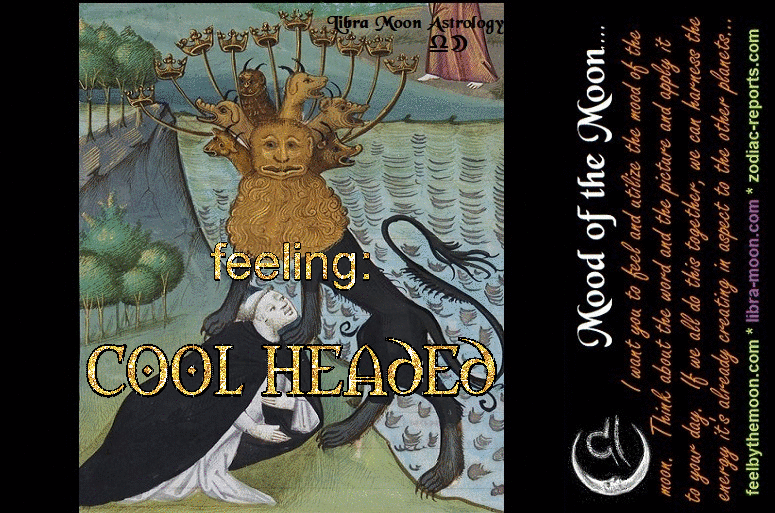 Libra Moon Astrology
♎☽
feeling:
COOL HEADED
Mood of the Moon...
I want you to feel and utilize the mood of the
moon. Think about the word and the picture and apply it
to your day. If we all do this together, we can harness the
energy it's already creating in aspect to the other planets...
feelbythemoon.com * libra-moon.com * zodiac-reports.com